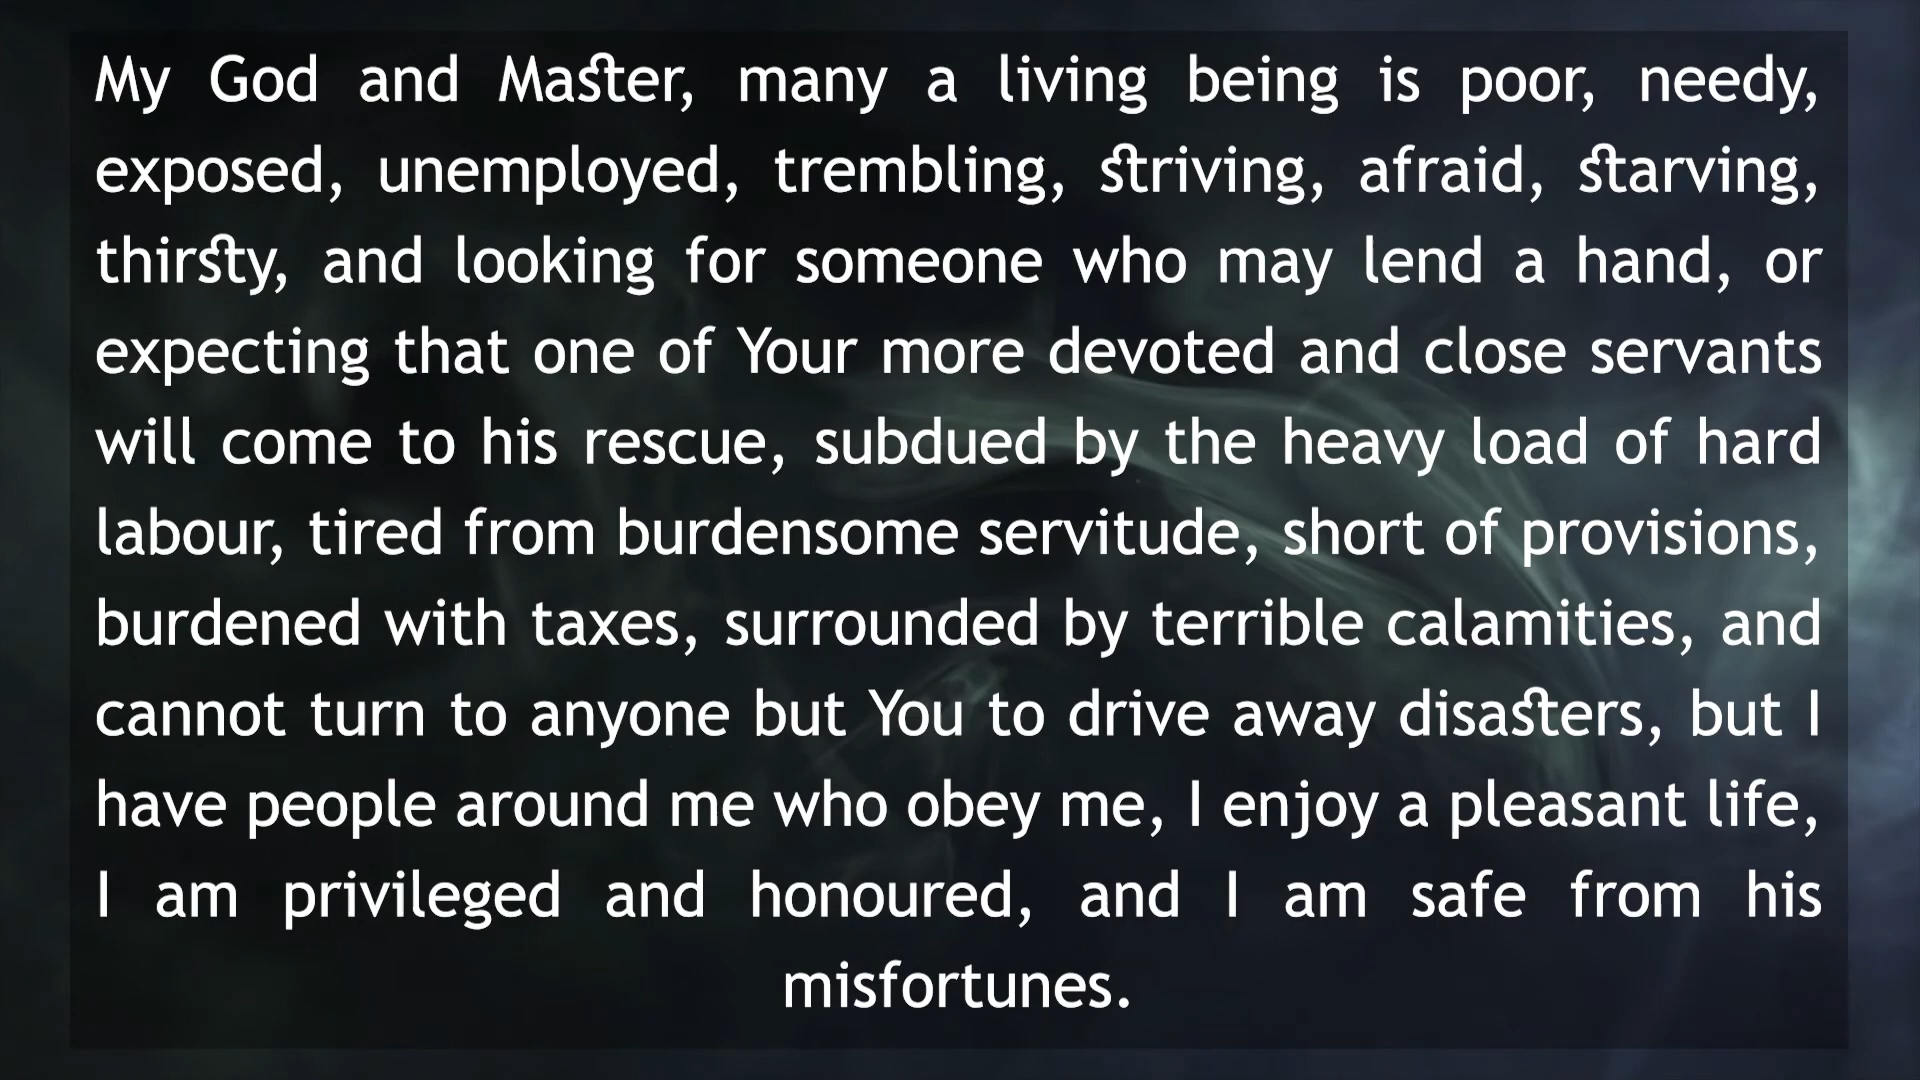 My God and Master, many a living being is poor, needy,
exposed, unemployed, trembling, striving, afraid, starving,
thirsty, and looking for someone who may lend a hand, or
expecting that one of Your more devoted and close servants
will come to his rescue, subdued by the heavy load of hard
labour, tired from burdensome servitude, short of provisions,
burdened with taxes, surrounded by terrible calamities, and
cannot turn to anyone but You to drive away disasters, but I
have people around me who obey me, I enjoy a pleasant life,
I am privileged and honoured, and I am safe from his
misfortunes.